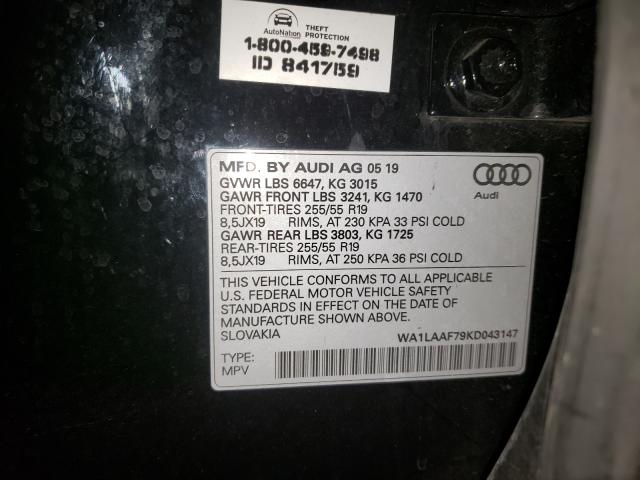 AutoNation
THEFT
PROTECTION
1-800-459-7498
ID 841759
MFD. BY AUDI AG 05 19
GVWR LBS 6647, KG 3015
GAWR FRONT LBS 3241, KG 1470
FRONT-TIRES 255/55 R19
8,5JX19 RIMS, AT 230 KPA 33 PSI COLD
GAWR REAR LBS 3803, KG 1725
REAR-TIRES 255/55 R19
8,5JX19 RIMS, AT 250 KPA 36 PSI COLD
Audi
THIS VEHICLE CONFORMS TO ALL APPLICABLE
U.S. FEDERAL MOTOR VEHICLE SAFETY
STANDARDS IN EFFECT ON THE DATE OF
MANUFACTURE SHOWN ABOVE.
SLOVAKIA
WA1LAAF79KD043147
TYPE:
MPV